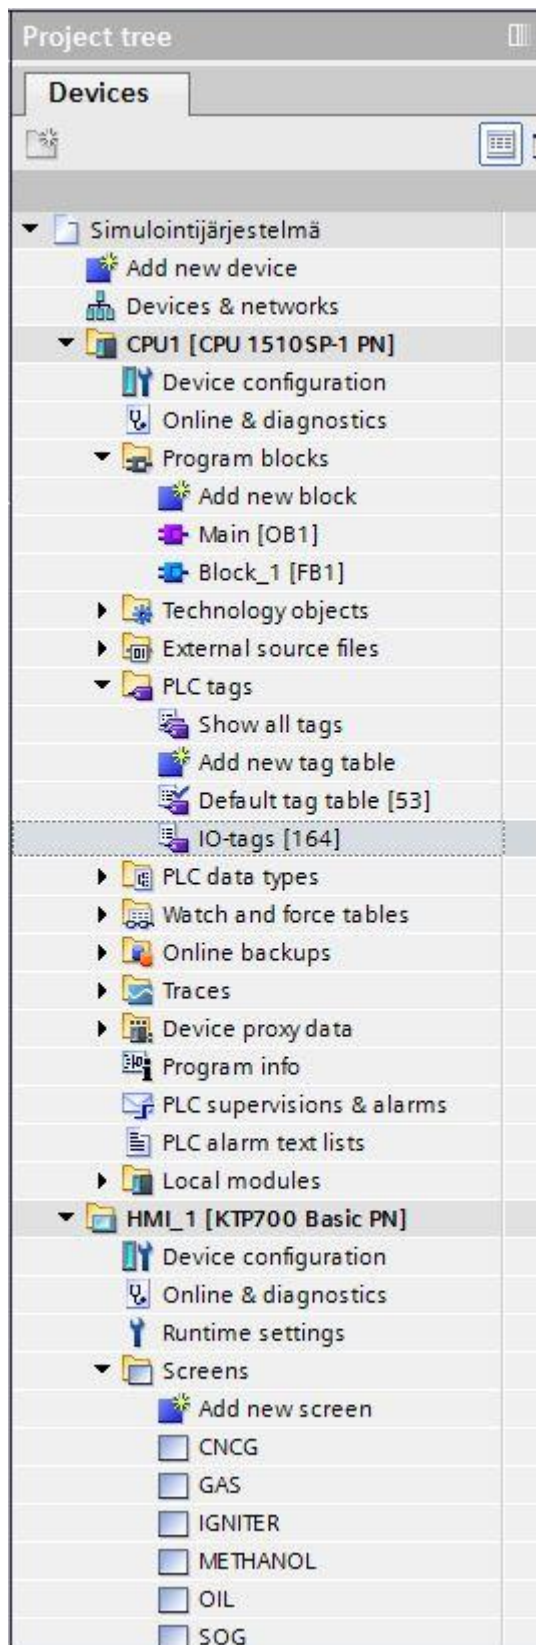 Project tree
Devices
Simulointijärjestelmä
Add new device
Devices & networks
CPU1 [CPU 1510SP-1 PN]
Device configuration
Online & diagnostics
Program blocks
Add new block
Main [OB1]
Block_1 [FB1]
Technology objects
External source files
PLC tags
Show all tags
Add new tag table
Default tag table [53]
IO-tags [164]
PLC data types
Watch and force tables
Online backups
Traces
Device proxy data
Program info
PLC supervisions & alarms
PLC alarm text lists
Local modules
HMI_1 [KTP700 Basic PN]
Device configuration
Online & diagnostics
Runtime settings
Screens
Add new screen
CNCG
GAS
IGNITER
METHANOL
OIL
SOG